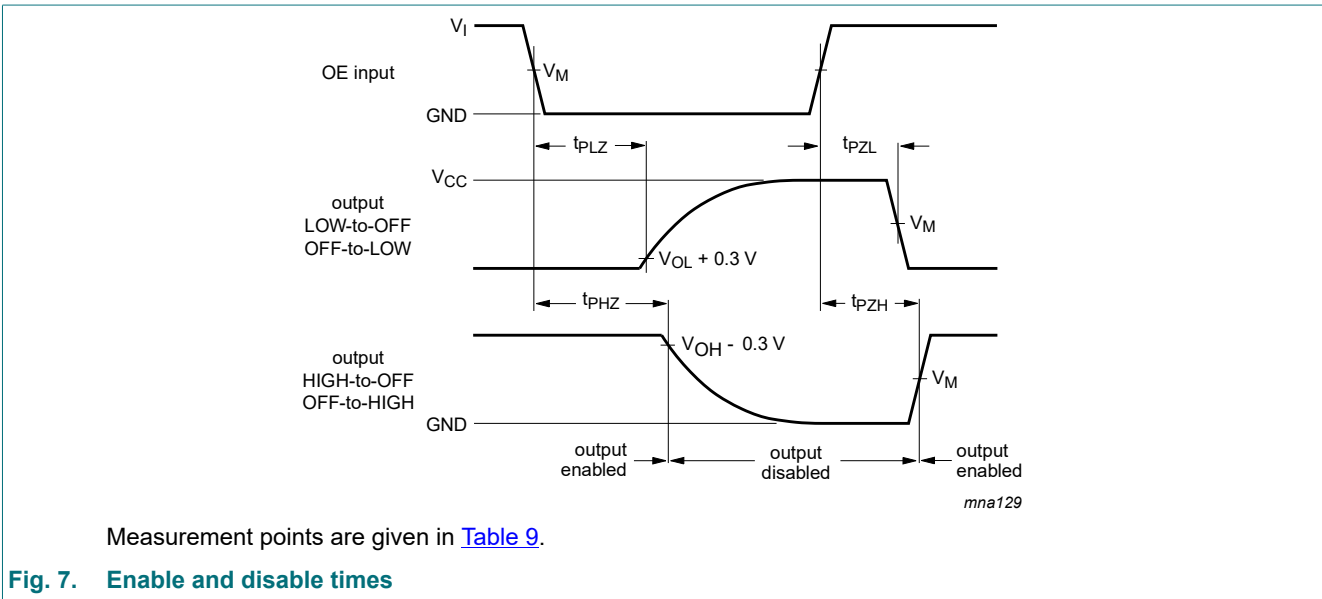 VI
OE input
VM
GND
tPLZ
tPZL
VCC
output
LOW-to-OFF
OFF-to-LOW
VM
VOL + 0.3 V
tPHZ
tPZH
output
HIGH-to-OFF
OFF-to-HIGH
VOH - 0.3 V
VM
GND
output
enabled
output
disabled
output
enabled
mna129
Measurement points are given in Table 9.
Fig. 7. Enable and disable times